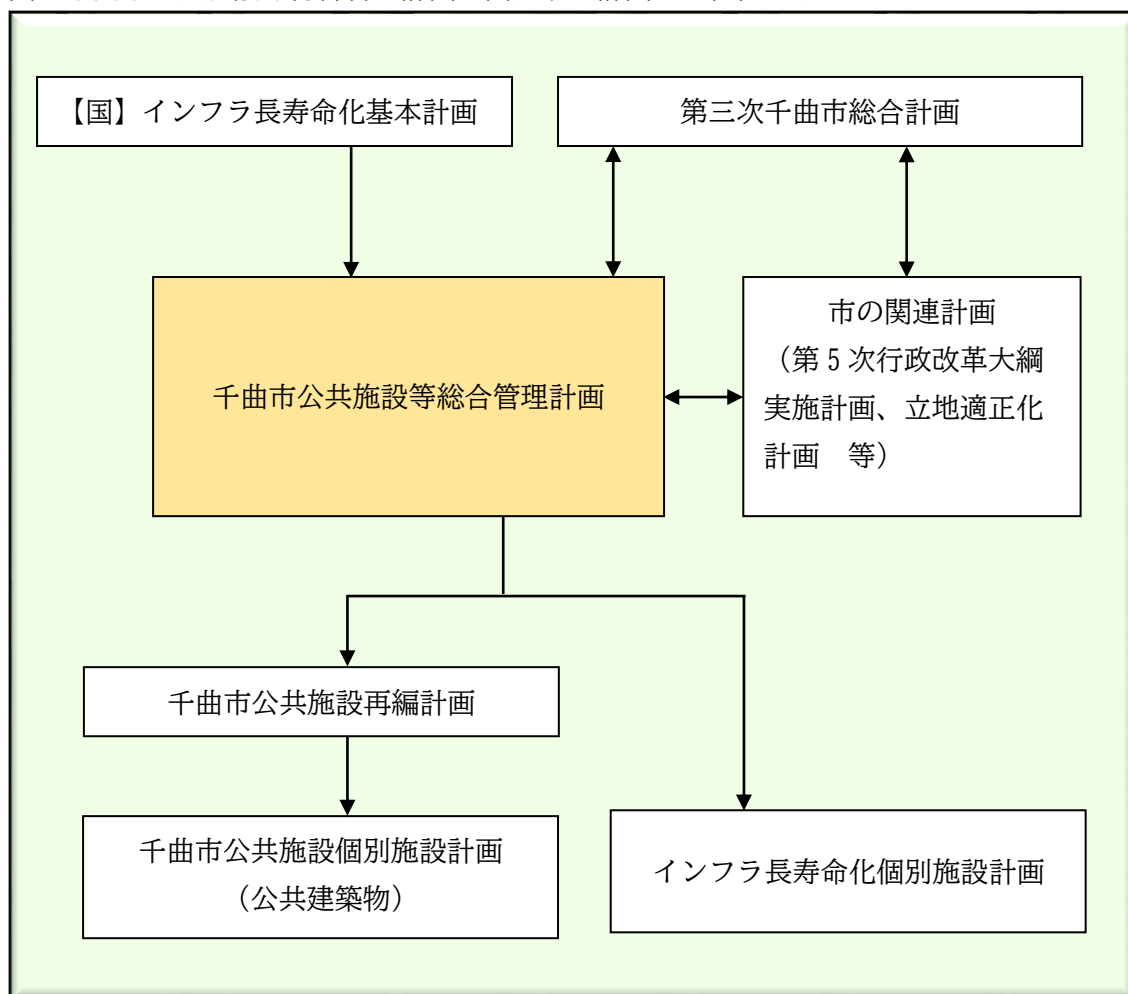 【国】インフラ長寿命化基本計画
第三次千曲市総合計画
千曲市公共施設等総合管理計画
市の関連計画
（第5次行政改革大綱
実施計画、立地適正化
計画　等）
千曲市公共施設再編計画
千曲市公共施設個別施設計画
（公共建築物）
インフラ長寿命化個別施設計画